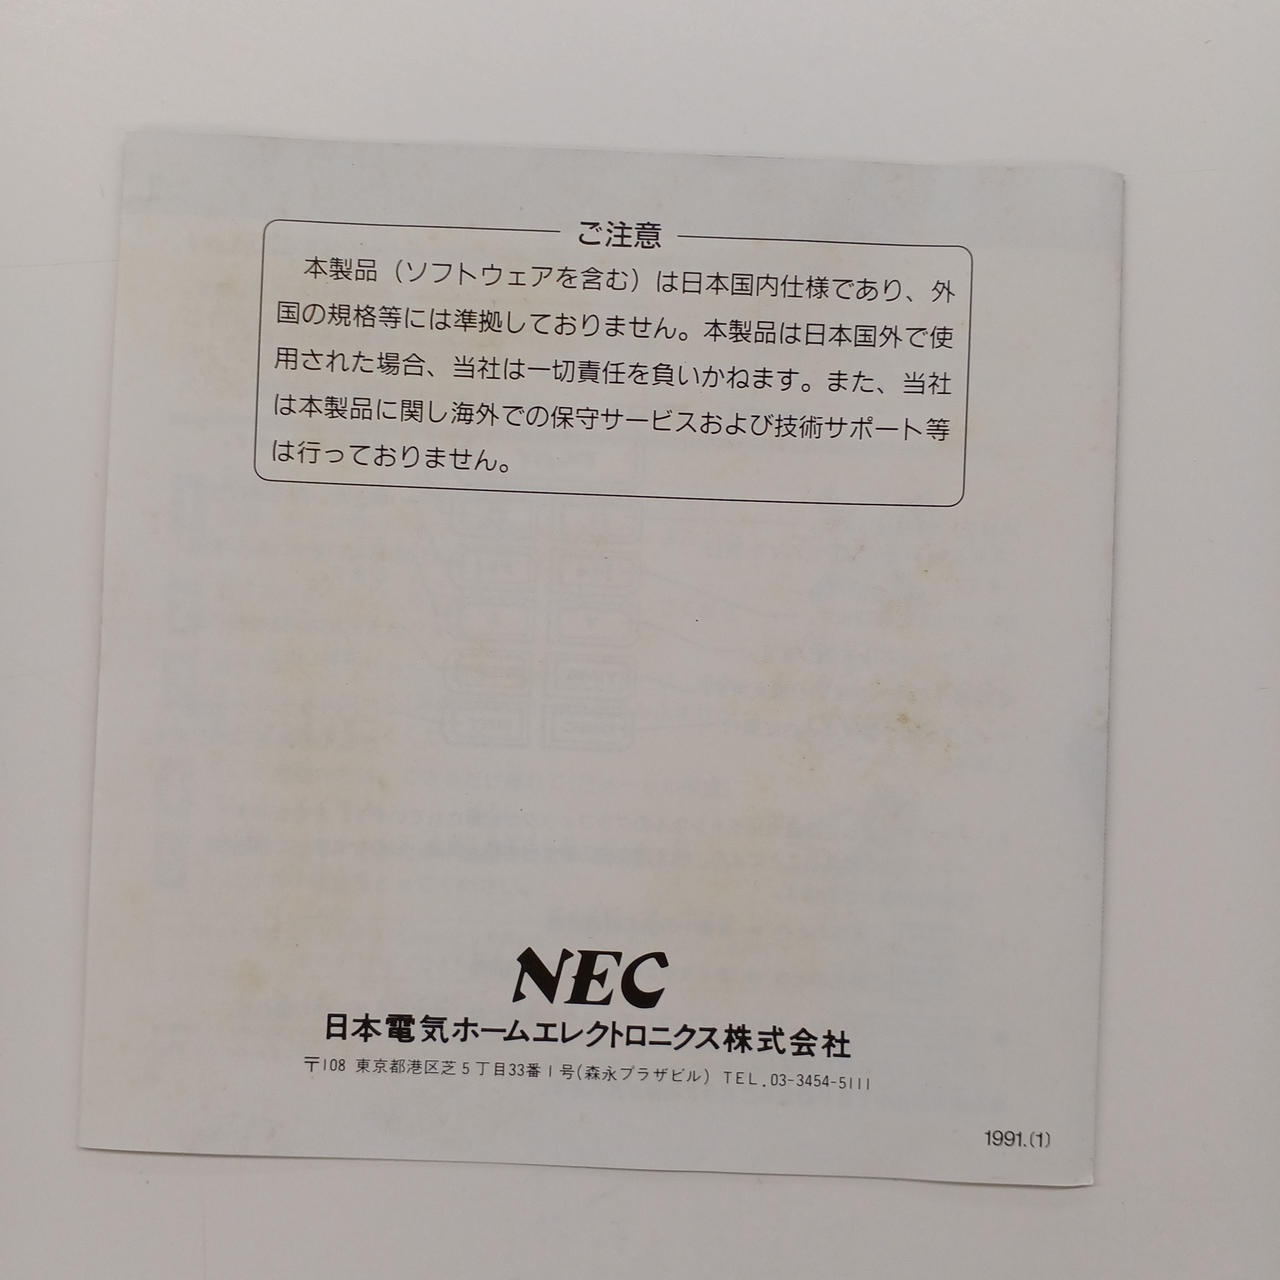 ご注意
本製品（ソフトウェアを含む）は日本国内仕様であり、外
国の規格等には準拠しておりません。本製品は日本国外で使
用された場合、当社は一切責任を負いかねます。また、当社
は本製品に関し海外での保守サービスおよび技術サポート等
は行っておりません。
NEC
日本電気ホームエレクトロニクス株式会社
〒108 東京都港区芝5丁目33番1号(森永プラザビル) TEL.03-3454-5111
1991.(1)